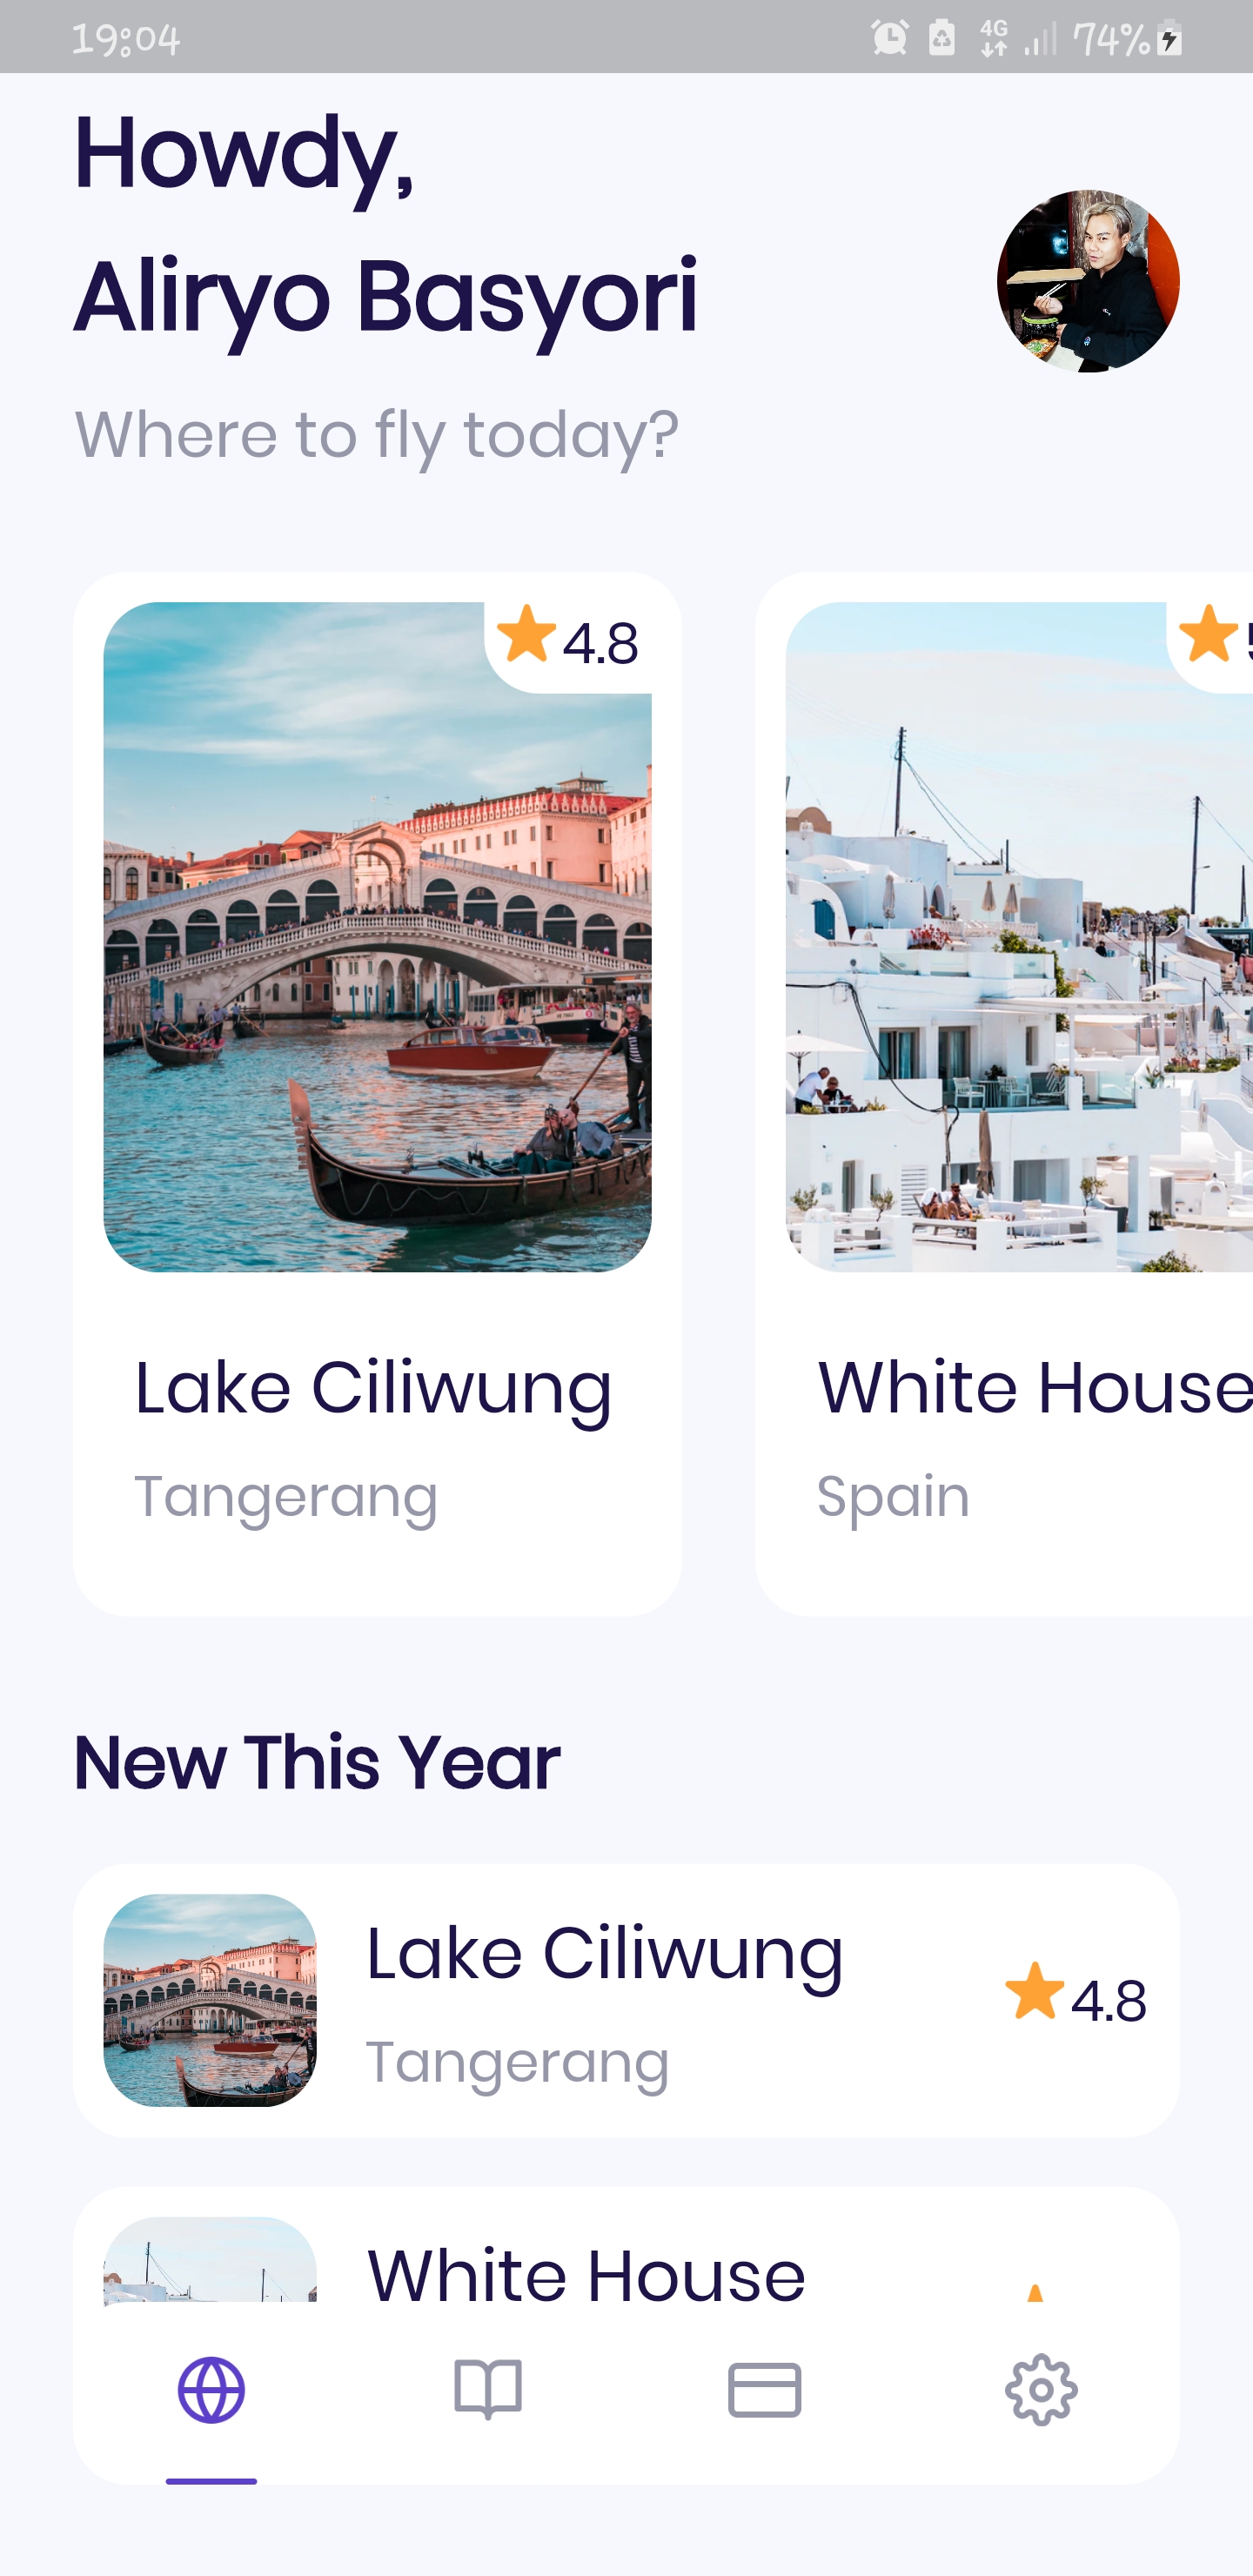 19:04
4G
74%
Howdy,
Aliryo Basyori
Where to fly today?
4.8
Lake Ciliwung
Tangerang
White House
Spain
New This Year
Lake Ciliwung
Tangerang
4.8
White House